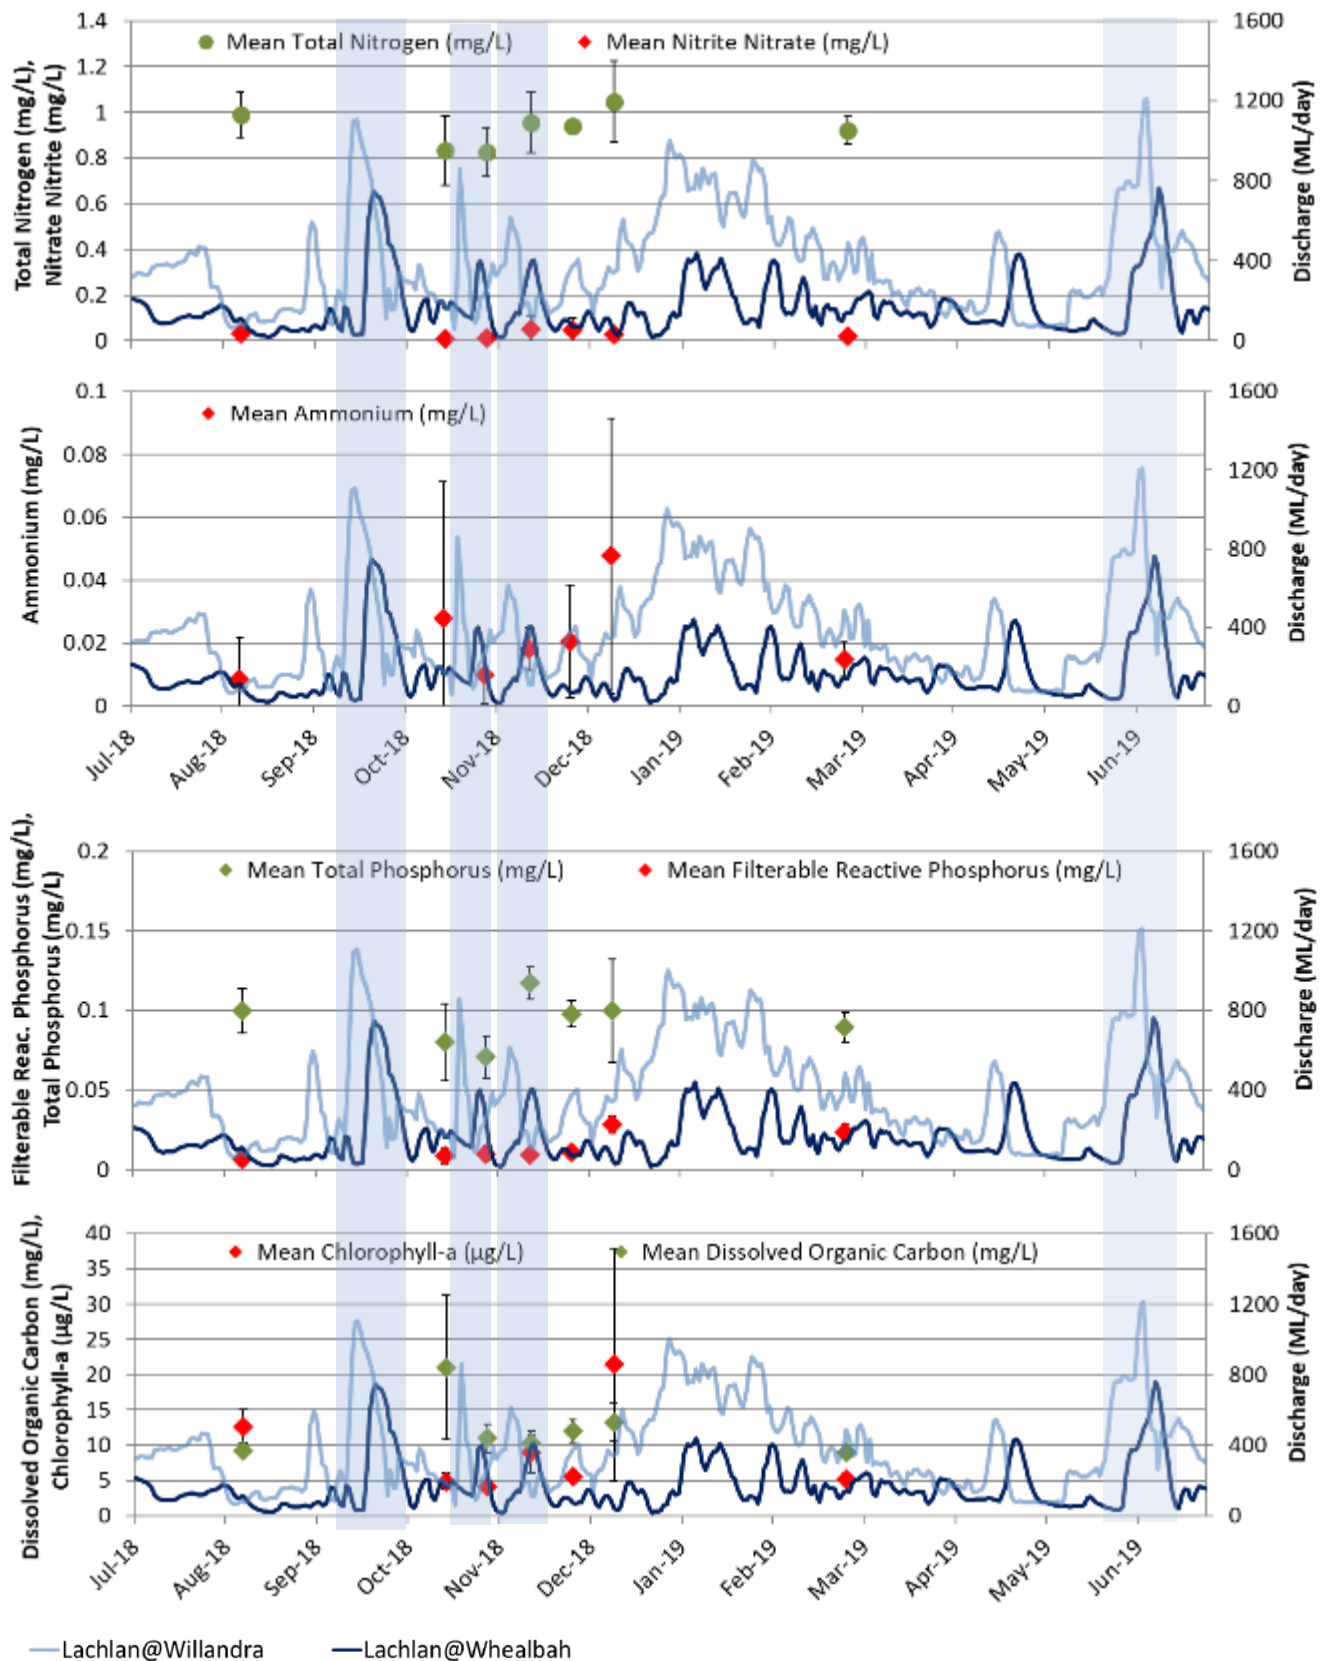 Total Nitrogen (mg/L),
Nitrate Nitrite (mg/L)
1.4
1.2
1
0.8
0.6
0.4
0.2
0
Mean Total Nitrogen (mg/L)
Mean Nitrite Nitrate (mg/L)
1600
1200
800
400
0
Discharge (ML/day)
Ammonium (mg/L)
0.1
0.08
0.06
0.04
0.02
0
Mean Ammonium (mg/L)
1600
1200
800
400
0
Discharge (ML/day)
Jul-18
Aug-18
Sep-18
Oct-18
Nov-18
Dec-18
Jan-19
Feb-19
Mar-19
Apr-19
May-19
Jun-19
Filterable Reac. Phosphorus (mg/L),
Total Phosphorus (mg/L)
0.2
0.15
0.1
0.05
0
Mean Total Phosphorus (mg/L)
Mean Filterable Reactive Phosphorus (mg/L)
1600
1200
800
400
0
Discharge (ML/day)
Dissolved Organic Carbon (mg/L),
Chlorophyll-a (µg/L)
40
35
30
25
20
15
10
5
0
Mean Chlorophyll-a (µg/L)
Mean Dissolved Organic Carbon (mg/L)
1600
1200
800
400
0
Discharge (ML/day)
Jul-18
Aug-18
Sep-18
Oct-18
Nov-18
Dec-18
Jan-19
Feb-19
Mar-19
Apr-19
May-19
Jun-19
Lachlan@Willandra
Lachlan@Whealbah